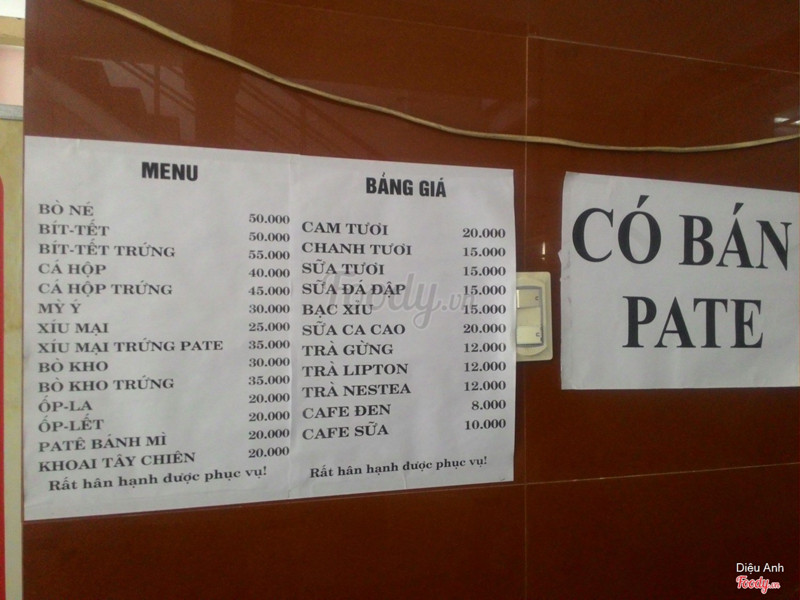 MENU
BÒ NÉ 50.000
BÍT-TẾT 50.000
BÍT-TẾT TRỨNG 55.000
CÁ HỘP 40.000
CÁ HỘP TRỨNG 45.000
MỲ Ý 30.000
XÍU MẠI 25.000
XÍU MẠI TRỨNG PATE 35.000
BÒ KHO 30.000
BÒ KHO TRỨNG 35.000
ỐP-LA 20.000
ỐP-LẾT 20.000
PATÊ BÁNH MÌ 20.000
KHOAI TÂY CHIÊN 20.000
Rất hân hạnh được phục vụ!
BẢNG GIÁ
CAM TƯƠI 20.000
CHANH TƯƠI 15.000
SỮA TƯƠI 15.000
SỮA ĐÁ ĐẬP 15.000
BẠC XỈU 15.000
SỮA CA CAO 20.000
TRÀ GỪNG 12.000
TRÀ LIPTON 12.000
TRÀ NESTEA 12.000
CAFE ĐEN 8.000
CAFE SỮA 10.000
Rất hân hạnh được phục vụ!
CÓ BÁN
PATE
Foody.vn
Diệu Anh
Foody.vn